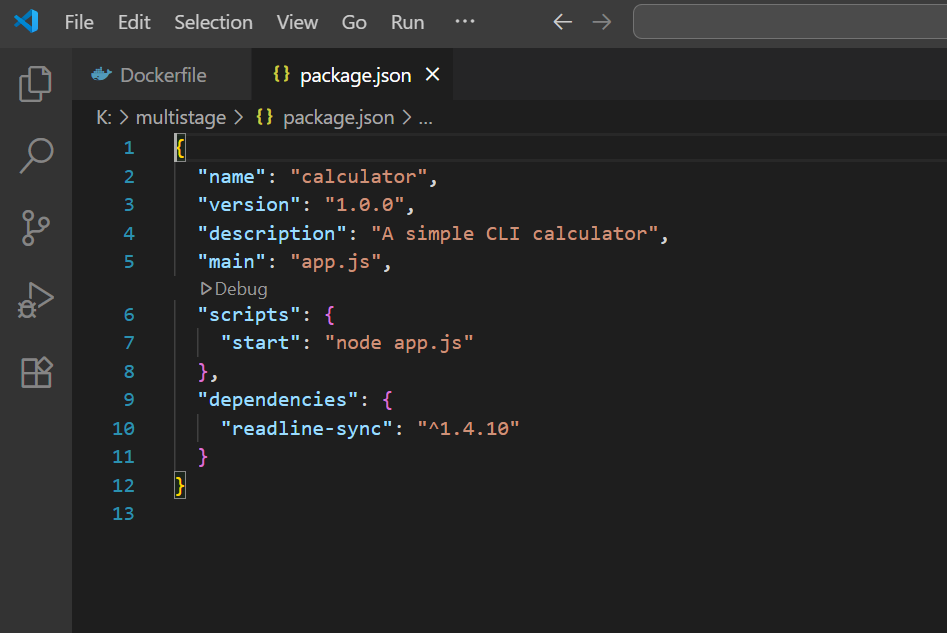 File Edit Selection View Go Run ...
Dockerfile {} package.json ×
K: > multistage > {} package.json > ...
1 {
2 "name": "calculator",
3 "version": "1.0.0",
4 "description": "A simple CLI calculator",
5 "main": "app.js",
Debug
6 "scripts": {
7 "start": "node app.js"
8 },
9 "dependencies": {
10 "readline-sync": "^1.4.10"
11 }
12 }
13